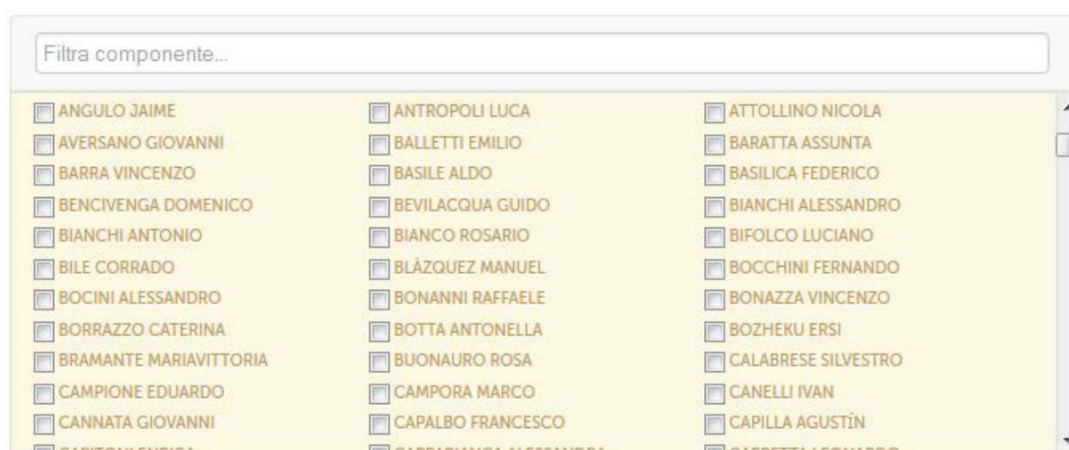 Filtra componente...
ANGULO JAIME ANTROPOLI LUCA ATTOLLINO NICOLA
AVERSANO GIOVANNI BALLETTI EMILIO BARATTA ASSUNTA
BARRA VINCENZO BASILE ALDO BASILICA FEDERICO
BENCIVENGA DOMENICO BEVILACQUA GUIDO BIANCHI ALESSANDRO
BIANCHI ANTONIO BIANCO ROSARIO BIFOLCO LUCIANO
BILE CORRADO BLÀZQUEZ MANUEL BOCCHINI FERNANDO
BOCINI ALESSANDRO BONANNI RAFFAELE BONAZZA VINCENZO
BORRAZZO CATERINA BOTTA ANTONELLA BOZHEKU ERSI
BRAMANTE MARIAVITTORIA BUONAURO ROSA CALABRESE SILVESTRO
CAMPIONE EDUARDO CAMPORA MARCO CANELLI IVAN
CANNATA GIOVANNI CAPALBO FRANCESCO CAPILLA AGUSTÍN